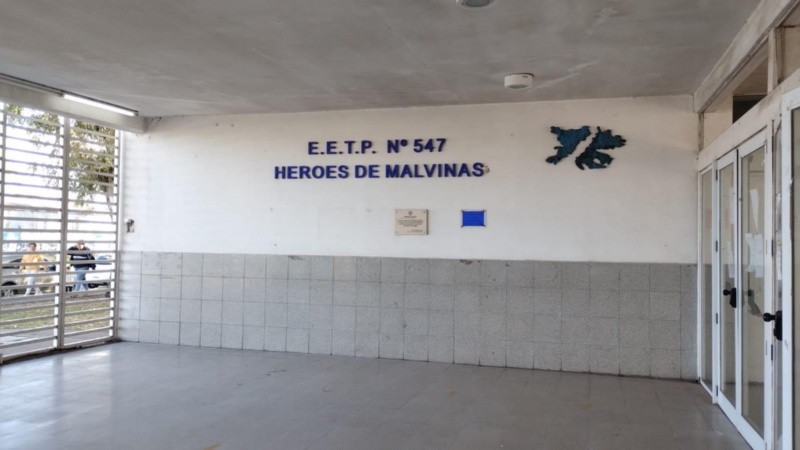 E.E.T.P. Nº 547
HEROES DE MALVINAS